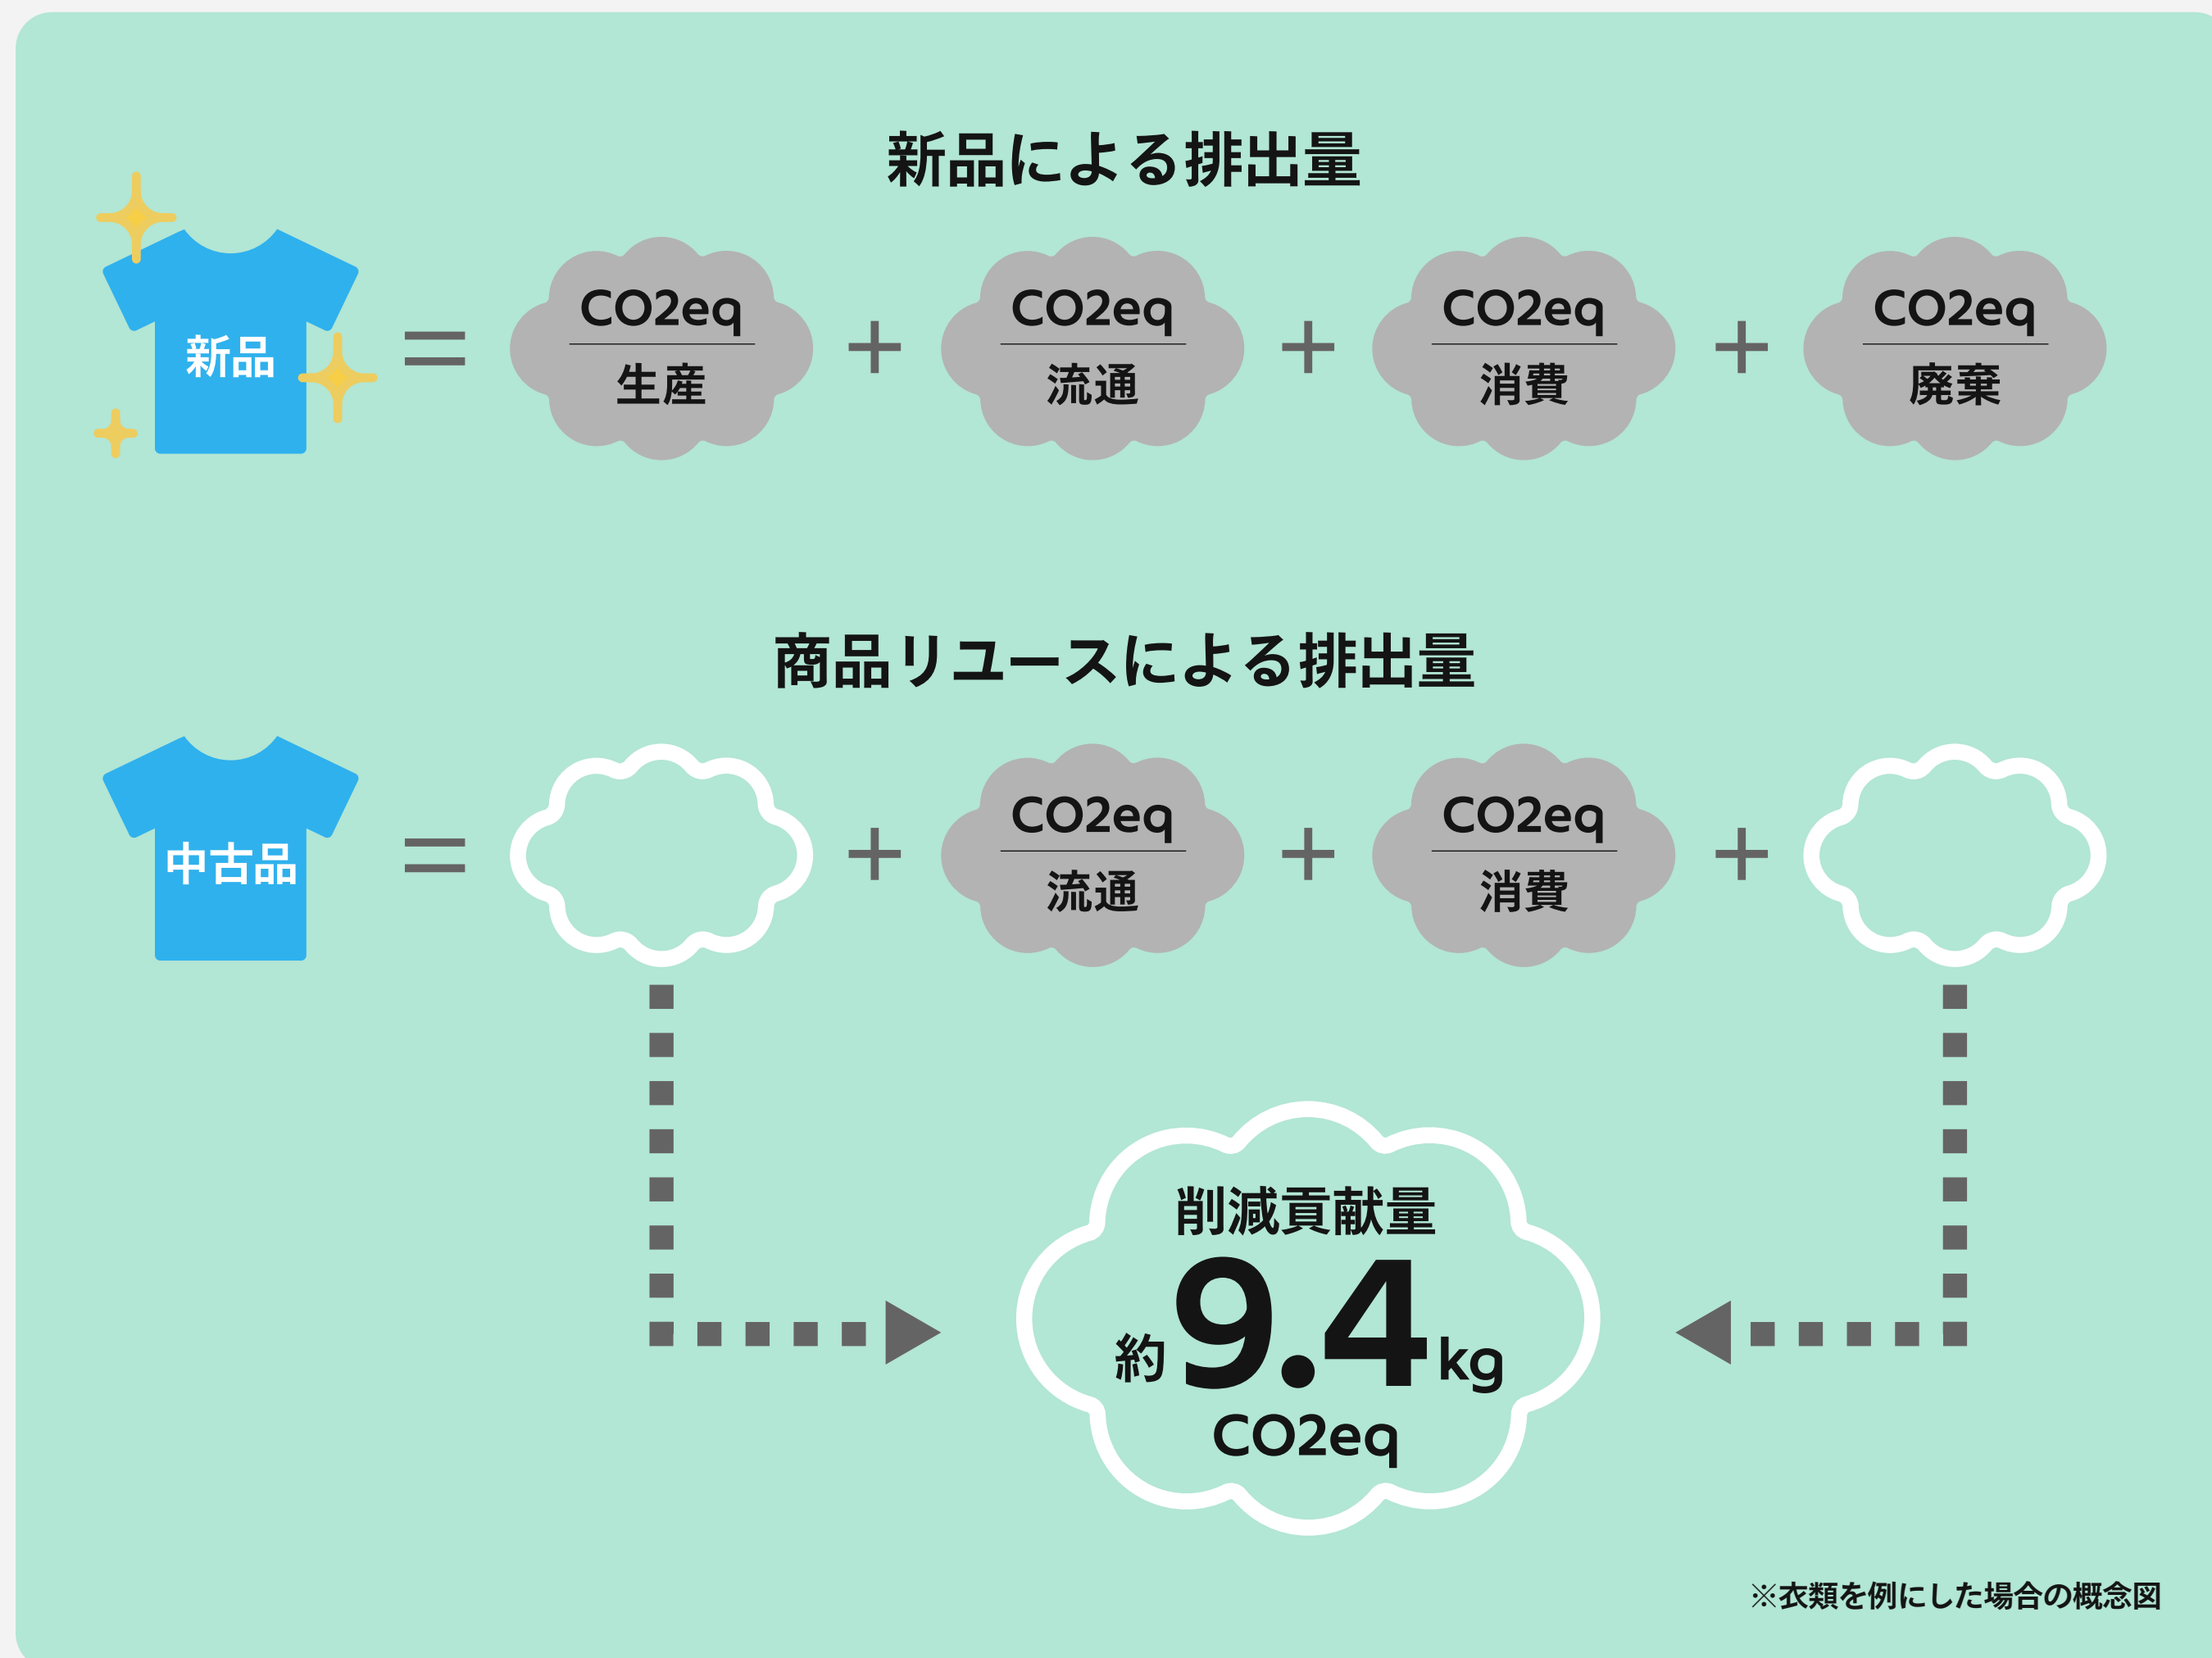 新品による排出量
新品
CO2eq
生産
CO2eq
流通
CO2eq
消費
CO2eq
廃棄
商品リユースによる排出量
中古品
CO2eq
流通
CO2eq
消費
削減貢献量
約9.4kg
CO2eq
※衣類を例にした場合の概念図